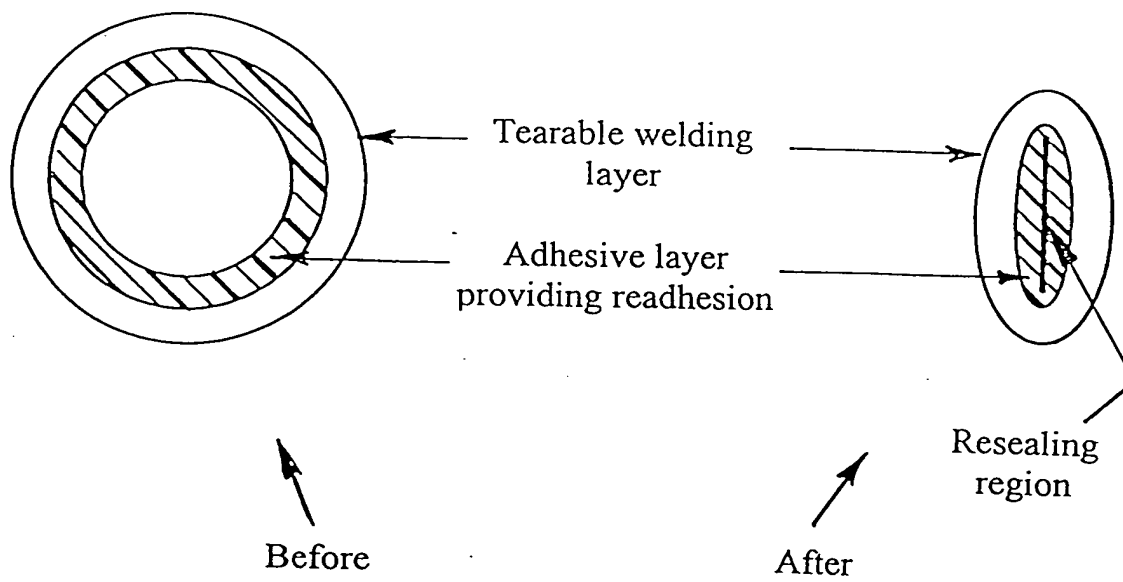 Tearable welding
layer
Adhesive layer
providing readhesion
Resealing
region
Before
After